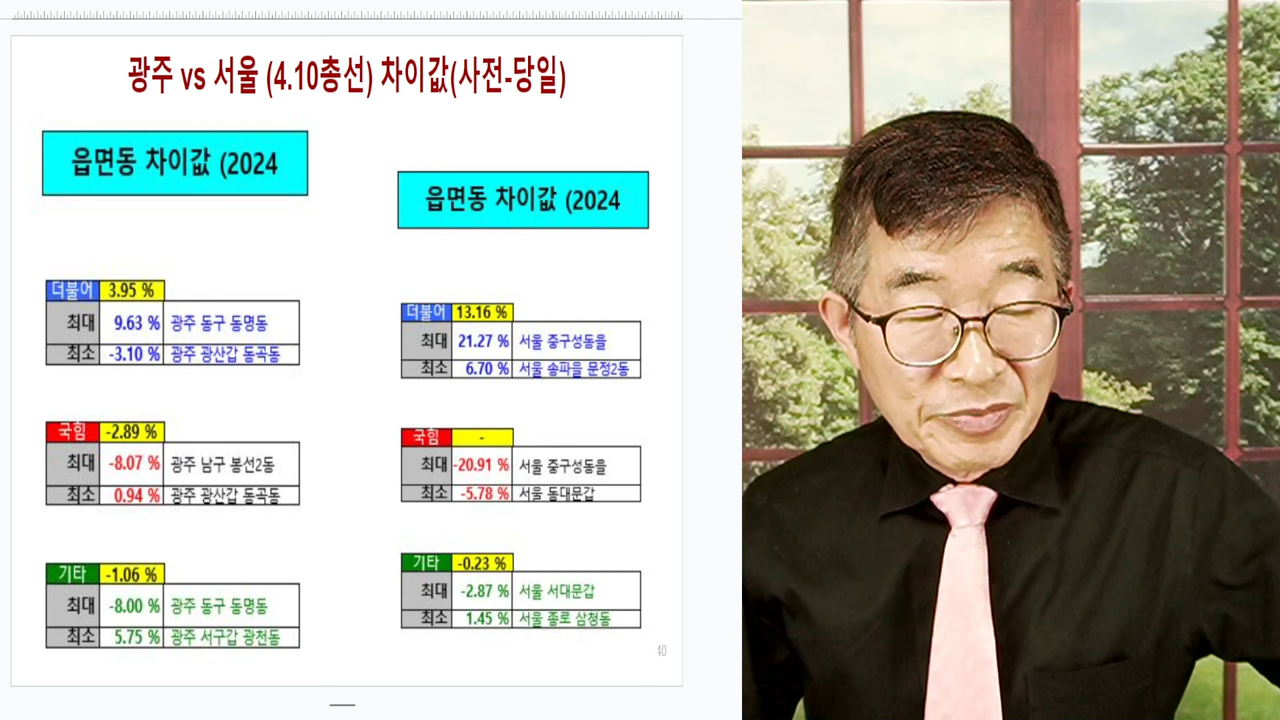 광주 vs 서울 (4.10총선) 차이값(사전-당일)
읍면동 차이값 (2024
더불어 3.95 %
최대 9.63 % 광주 동구 동명동
최소 -3.10 % 광주 광산갑 동곡동
국힘 -2.89 %
최대 -8.07 % 광주 남구 봉선2동
최소 0.94 % 광주 광산갑 동곡동
기타 -1.06 %
최대 -8.00 % 광주 동구 동명동
최소 5.75 % 광주 서구갑 광천동
읍면동 차이값 (2024
더불어 13.16 %
최대 21.27 % 서울 중구성동을
최소 6.70 % 서울 송파을 문정2동
국힘 -
최대 -20.91 % 서울 중구성동을
최소 -5.78 % 서울 동대문갑
기타 -0.23 %
최대 -2.87 % 서울 서대문갑
최소 1.45 % 서울 종로 삼청동
40